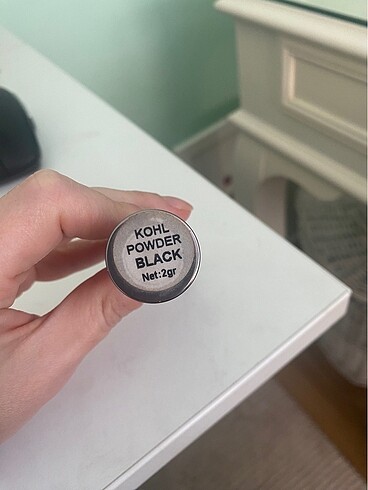 KOHL
POWDER
BLACK
Net:2gr